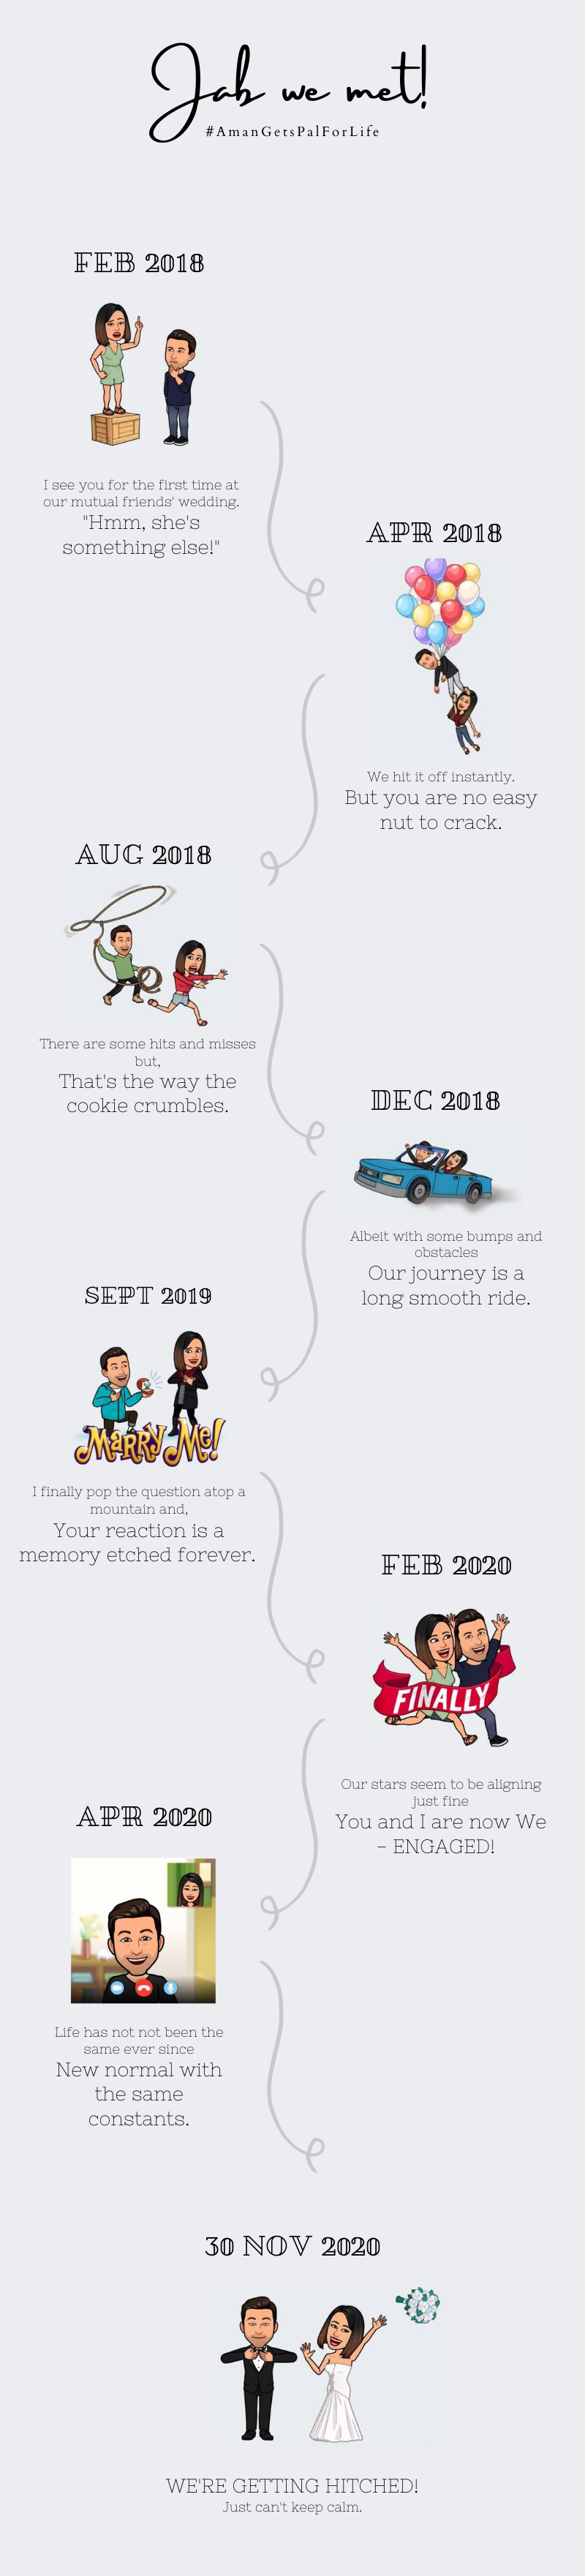 Jab we met!
#AmanGetsPalForLife
FEB 2018
I see you for the first time at
our mutual friends' wedding.
"Hmm, she's
something else!"
APR 2018
We hit it off instantly.
But you are no easy
nut to crack.
AUG 2018
There are some hits and misses
but,
That's the way the
cookie crumbles.
DEC 2018
Albeit with some bumps and
obstacles
Our journey is a
long smooth ride.
SEPT 2019
MARRY ME!
I finally pop the question atop a
mountain and,
Your reaction is a
memory etched forever.
FEB 2020
FINALLY
Our stars seem to be aligning
just fine
You and I are now We
- ENGAGED!
APR 2020
Life has not not been the
same ever since
New normal with
the same
constants.
30 NOV 2020
WE'RE GETTING HITCHED!
Just can't keep calm.